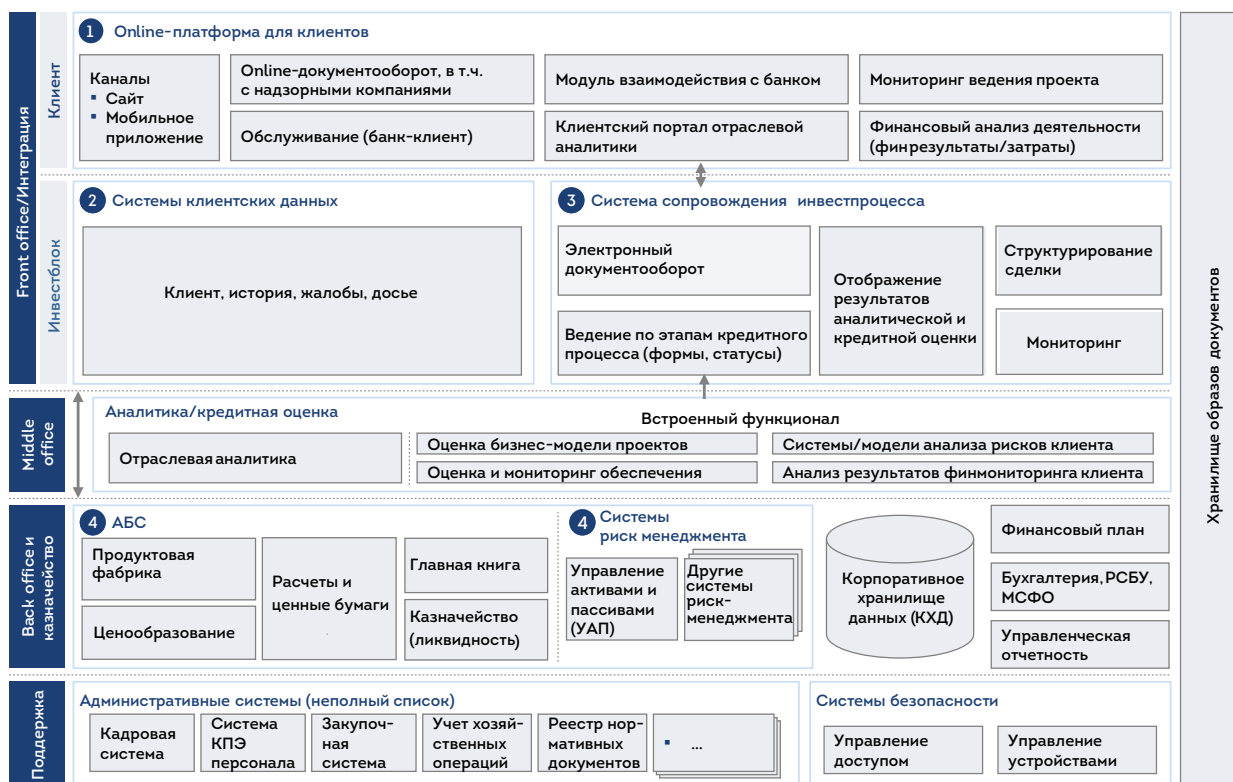 Front office/Интеграция
Клиент
1 Online-платформа для клиентов
Каналы
▪ Сайт
▪ Мобильное
приложение
Online-документооборот, в т.ч.
с надзорными компаниями
Модуль взаимодействия с банком
Мониторинг ведения проекта
Обслуживание (банк-клиент)
Клиентский портал отраслевой
аналитики
Финансовый анализ деятельности
(финрезультаты/затраты)
Инвестблок
2 Системы клиентских данных
Клиент, история, жалобы, досье
3 Система сопровождения инвестпроцесса
Электронный
документооборот
Ведение по этапам кредитного
процесса (формы, статусы)
Отображение
результатов
аналитической и
кредитной оценки
Структурирование
сделки
Мониторинг
Middle
office
Аналитика/кредитная оценка
Встроенный функционал
Отраслевая аналитика
Оценка бизнес-модели проектов
Системы/модели анализа рисков клиента
Оценка и мониторинг обеспечения
Анализ результатов финмониторинга клиента
Back office и
казначейство
4 АБС
Продуктовая
фабрика
Ценообразование
Расчеты и
ценные бумаги
Главная книга
Казначейство
(ликвидность)
4 Системы
риск менеджмента
Управление
активами и
пассивами
(УАП)
Другие
системы
риск-
менеджмента
Корпоративное
хранилище
данных (КХД)
Финансовый план
Бухгалтерия, РСБУ,
МСФО
Управленческая
отчетность
Поддержка
Административные системы (неполный список)
Кадровая
система
Система
КПЭ
персонала
Закупоч-
ная
система
Учет хозяй-
ственных
операций
Реестр нор-
мативных
документов
▪ ...
Системы безопасности
Управление
доступом
Управление
устройствами
Хранилище образов документов